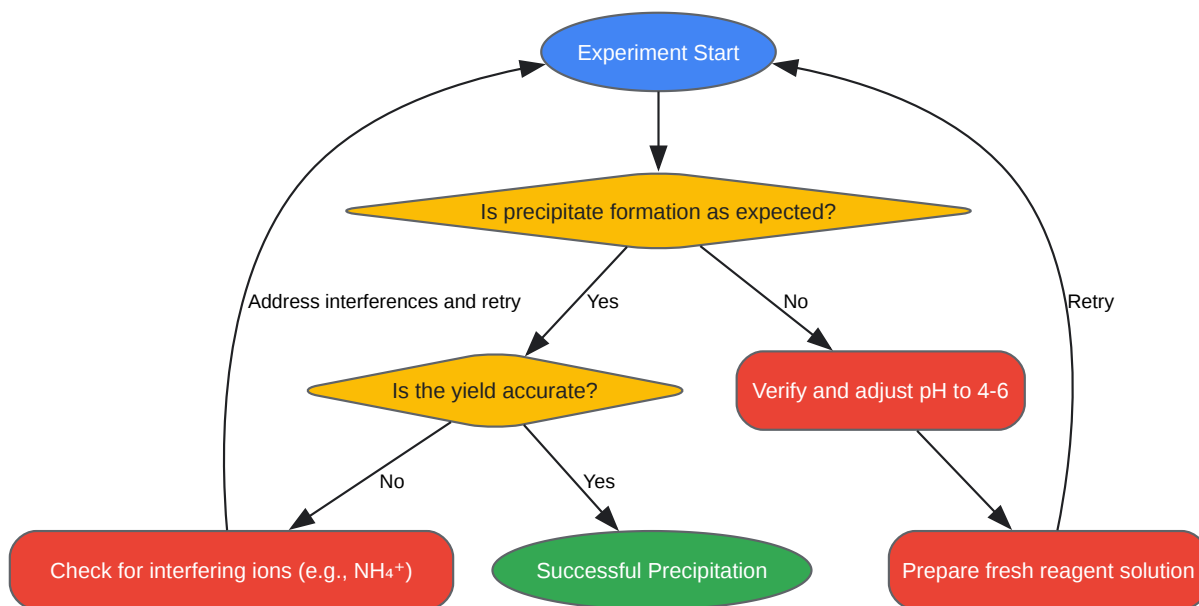 Experiment Start
Is precipitate formation as expected?
Address interferences and retry
Yes
No
Retry
Is the yield accurate?
Verify and adjust pH to 4-6
No
Yes
Check for interfering ions (e.g., NH₄⁺)
Successful Precipitation
Prepare fresh reagent solution